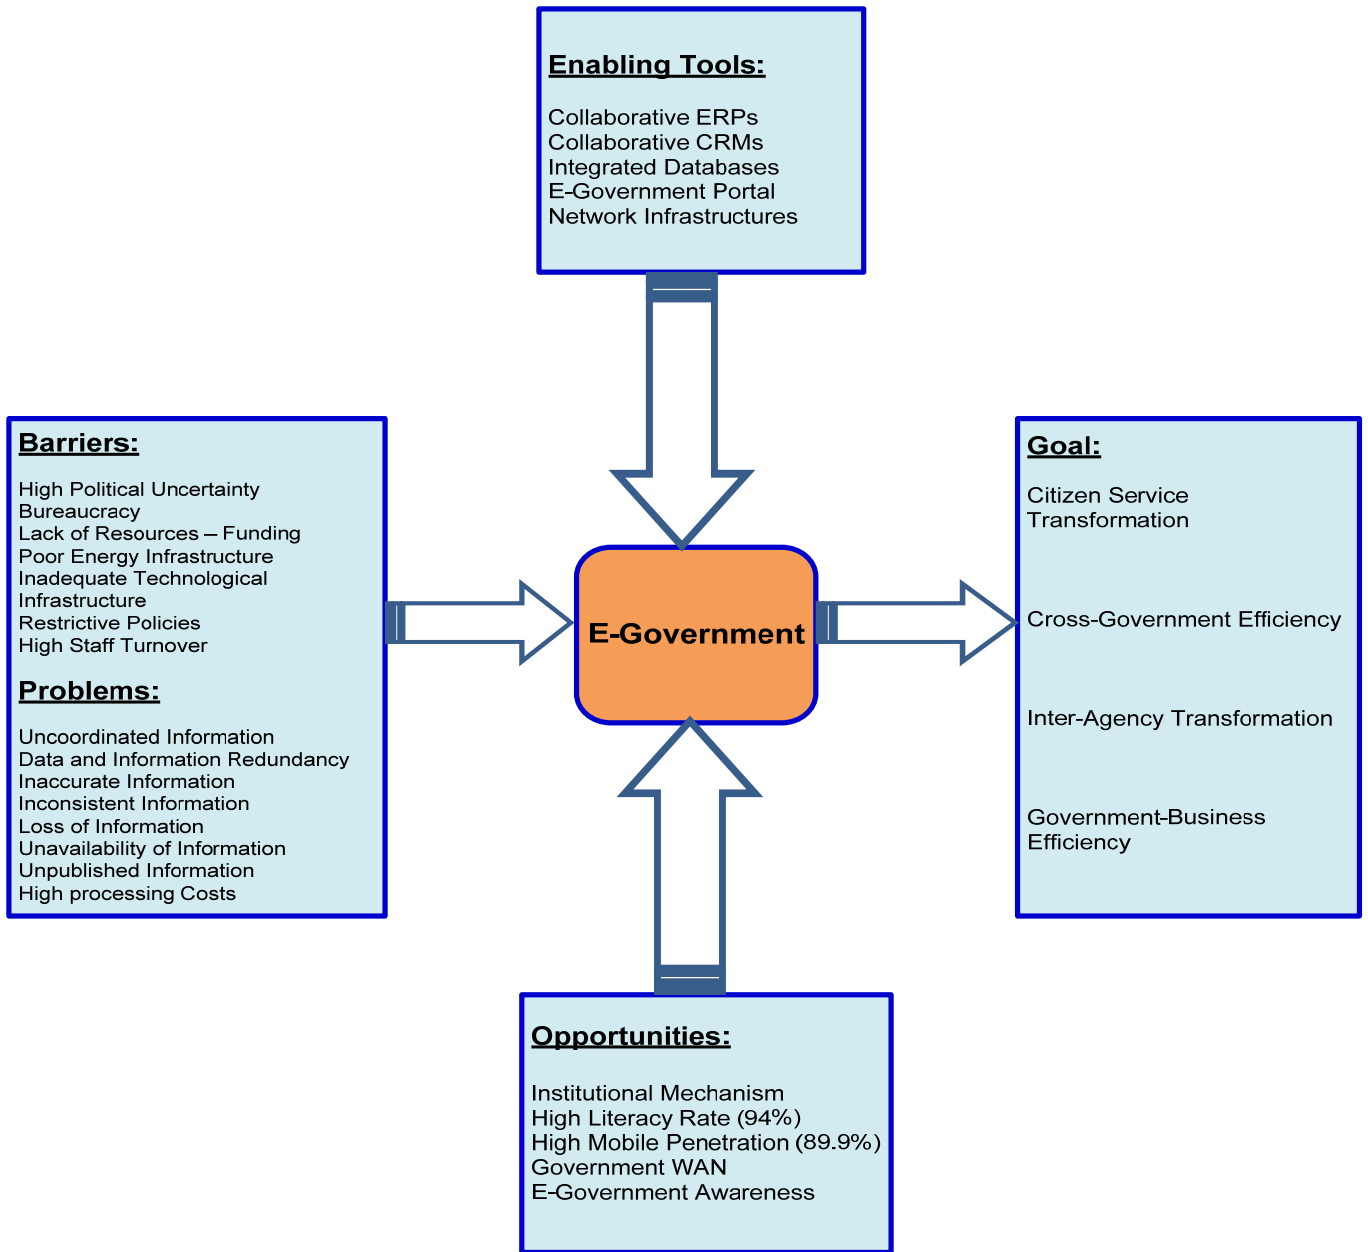 Enabling Tools:
Collaborative ERPs
Collaborative CRMs
Integrated Databases
E-Government Portal
Network Infrastructures
Barriers:
High Political Uncertainty
Bureaucracy
Lack of Resources – Funding
Poor Energy Infrastructure
Inadequate Technological
Infrastructure
Restrictive Policies
High Staff Turnover
Problems:
Uncoordinated Information
Data and Information Redundancy
Inaccurate Information
Inconsistent Information
Loss of Information
Unavailability of Information
Unpublished Information
High processing Costs
E-Government
Goal:
Citizen Service
Transformation
Cross-Government Efficiency
Inter-Agency Transformation
Government-Business
Efficiency
Opportunities:
Institutional Mechanism
High Literacy Rate (94%)
High Mobile Penetration (89.9%)
Government WAN
E-Government Awareness